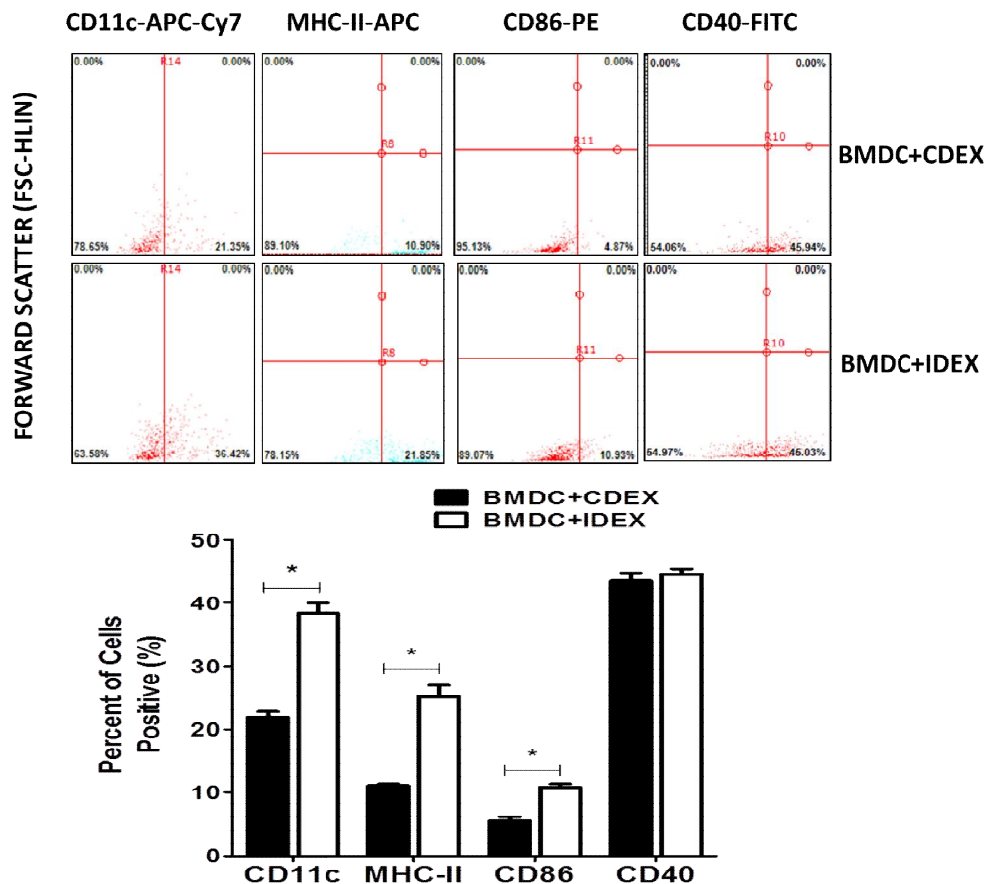 CD11c-APC-Cy7 MHC-II-APC CD86-PE CD40-FITC
FORWARD SCATTER (FSC-HLIN)
0.00% R14 0.00% 0.00% 0.00% 0.00% 0.00% 0.00% 0.00%
R8 R11 R10
BMDC+CDEX
78.65% 21.35% 89.10% 10.90% 95.13% 4.87% 54.06% 45.94%
0.00% R14 0.00% 0.00% 0.00% 0.00% 0.00% 0.00% 0.00%
R8 R11 R10
BMDC+IDEX
63.58% 36.42% 78.15% 21.85% 89.07% 10.93% 54.97% 45.03%
BMDC+CDEX
BMDC+IDEX
Percent of Cells
Positive (%)
50
40
30
20
10
0
* * *
CD11c MHC-II CD86 CD40